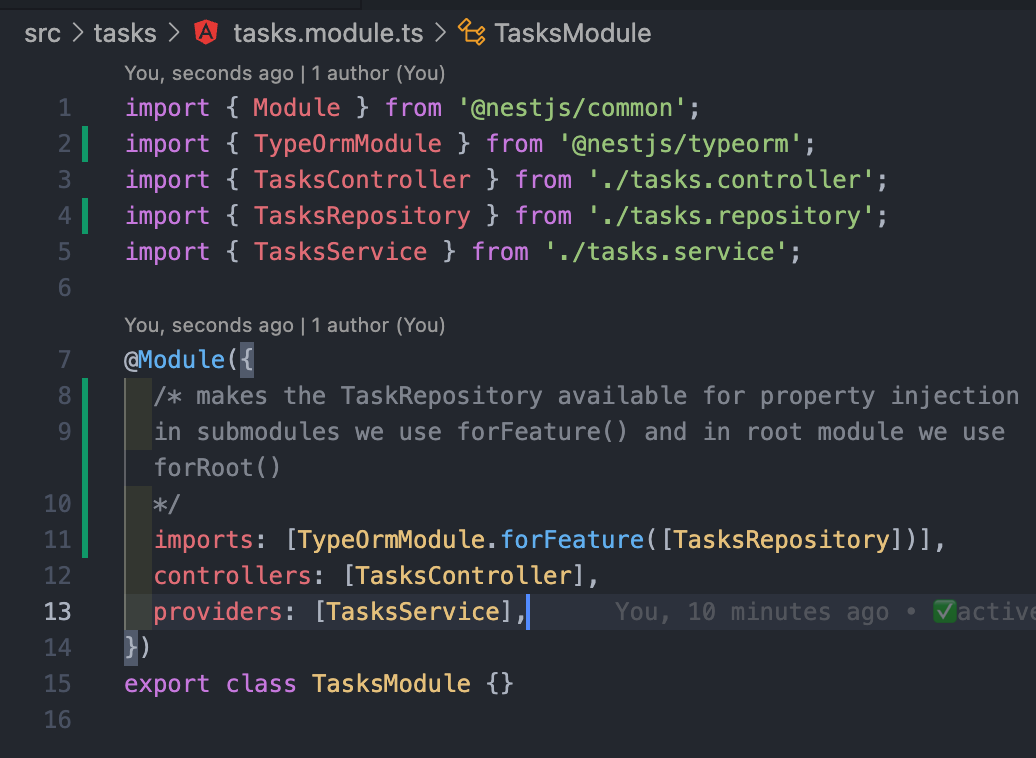 src > tasks > tasks.module.ts > TasksModule
You, seconds ago | 1 author (You)
1 import { Module } from '@nestjs/common';
2 import { TypeOrmModule } from '@nestjs/typeorm';
3 import { TasksController } from './tasks.controller';
4 import { TasksRepository } from './tasks.repository';
5 import { TasksService } from './tasks.service';
6
You, seconds ago | 1 author (You)
7 @Module({
8 /* makes the TaskRepository available for property injection
9 in submodules we use forFeature() and in root module we use
forRoot()
10 */
11 imports: [TypeOrmModule.forFeature([TasksRepository])],
12 controllers: [TasksController],
13 providers: [TasksService], You, 10 minutes ago • ✅active
14 })
15 export class TasksModule {}
16